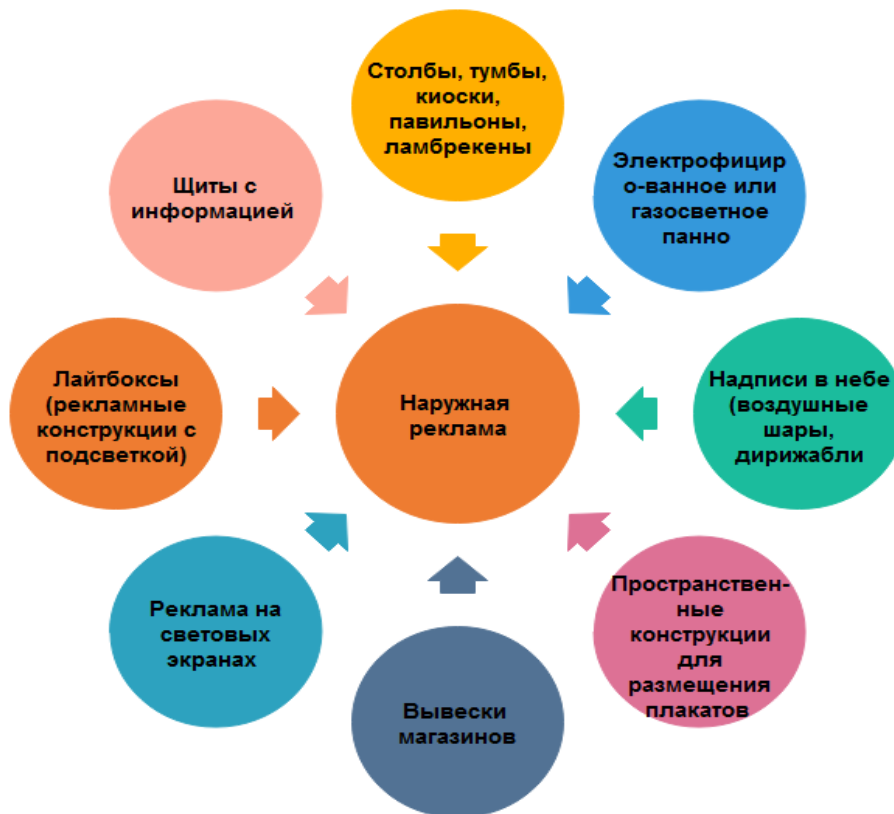 Столбы, тумбы,
киоски,
павильоны,
ламбрекены
Электрофицир
о-ванное или
газосветное
панно
Надписи в небе
(воздушные
шары,
дирижабли
Пространствен-
ные
конструкции
для
размещения
плакатов
Вывески
магазинов
Реклама на
световых
экранах
Лайтбоксы
(рекламные
конструкции с
подсветкой)
Щиты с
информацией
Наружная
реклама